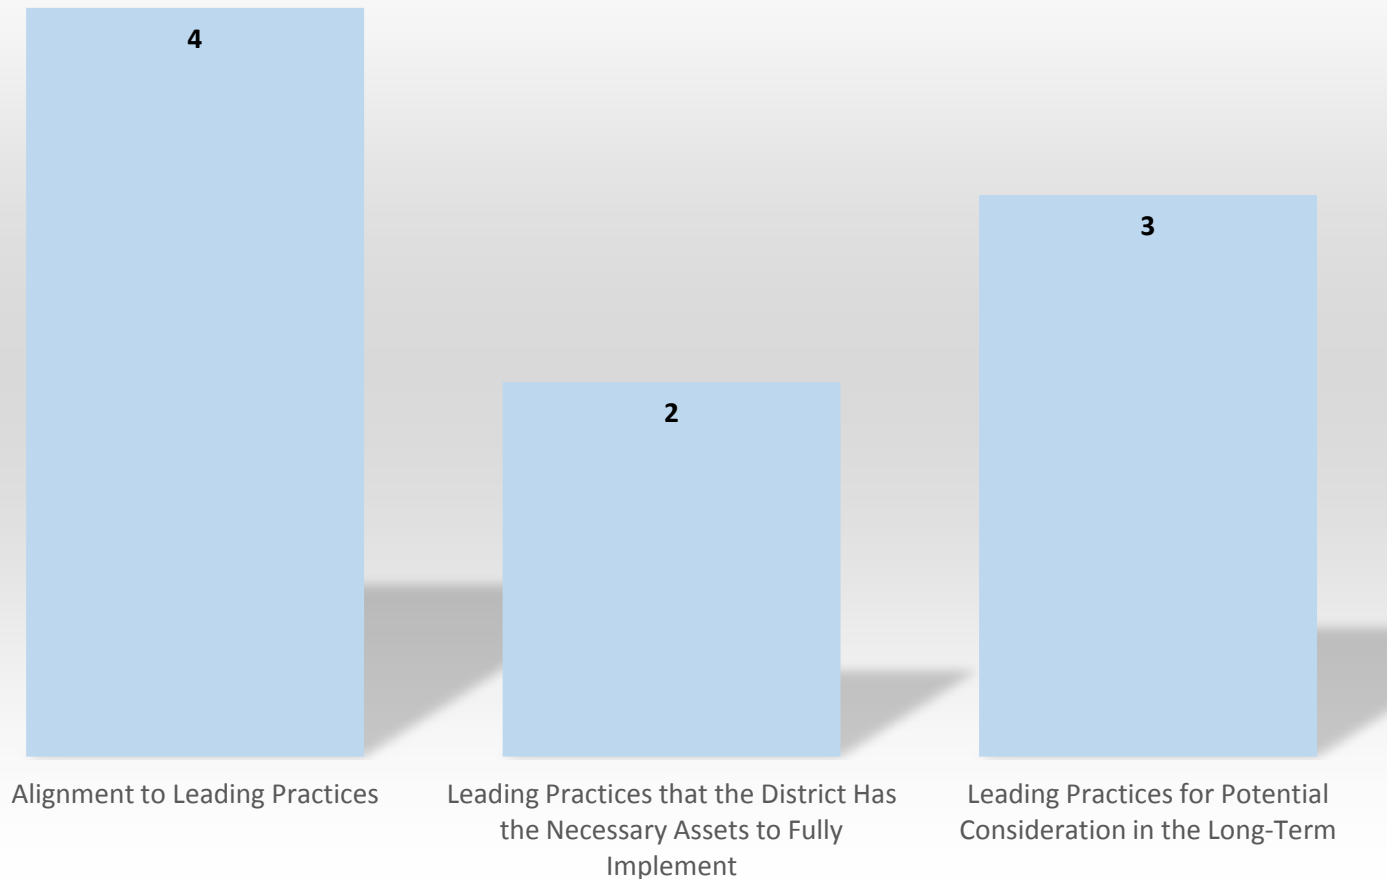 4
2
3
Alignment to Leading Practices
Leading Practices that the District Has
the Necessary Assets to Fully
Implement
Leading Practices for Potential
Consideration in the Long-Term